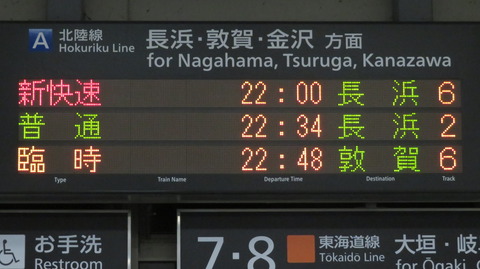 A 北陸線 長浜・敦賀・金沢 方面
Hokuriku Line for Nagahama, Tsuruga, Kanazawa
新快速 22:00 長浜 6
普通 22:34 長浜 2
臨時 22:48 敦賀 6
Type Train Name Departure Time Destination Track
お手洗 7・8 東海道線 大垣・岐
Restroom Tokaido Line for Ōgaki,